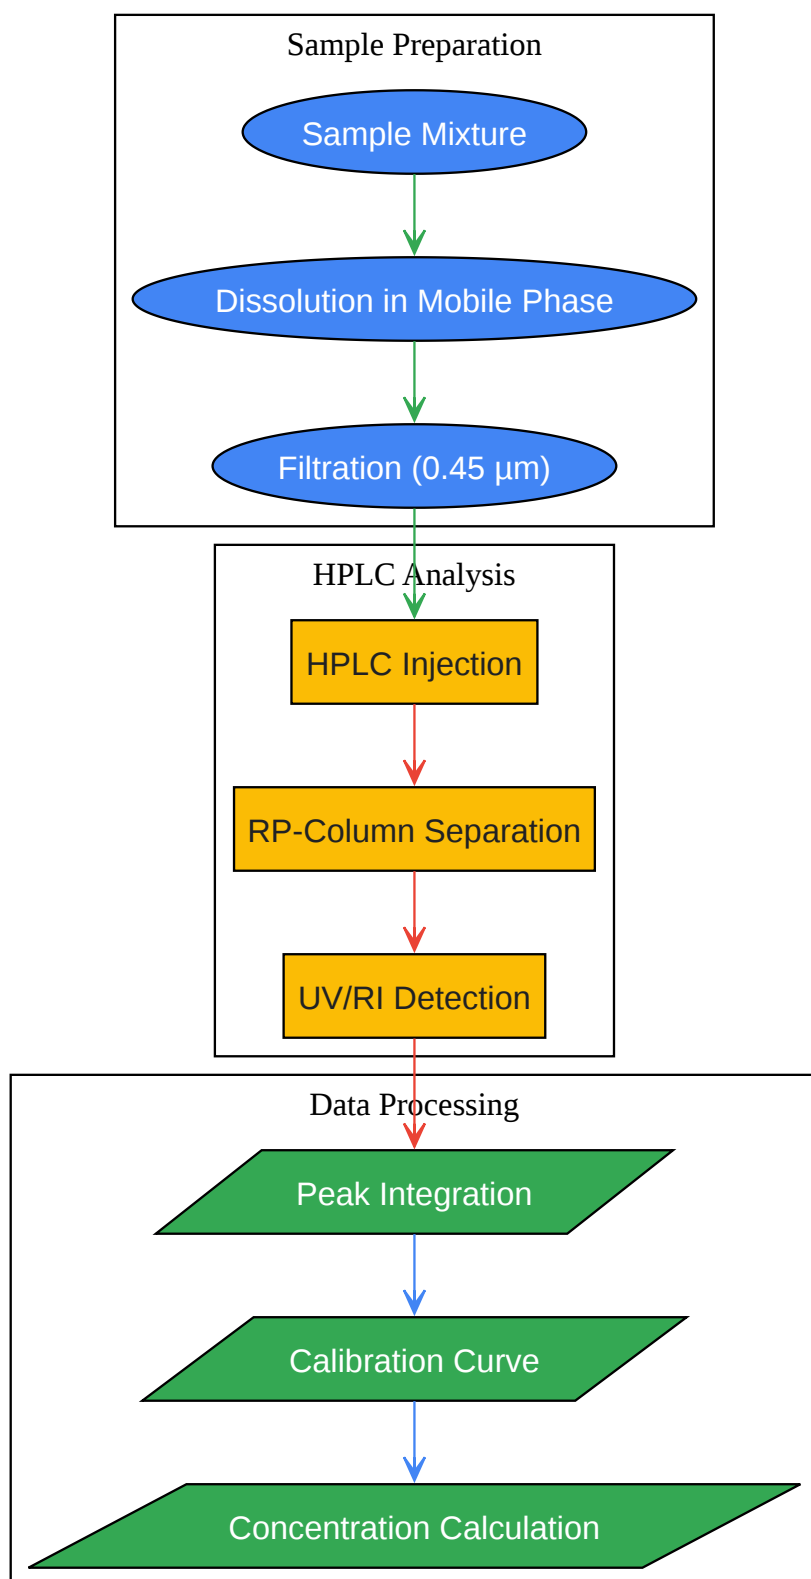 Sample Preparation
Sample Mixture
Dissolution in Mobile Phase
Filtration (0.45 µm)
HPLC Analysis
HPLC Injection
RP-Column Separation
UV/RI Detection
Data Processing
Peak Integration
Calibration Curve
Concentration Calculation